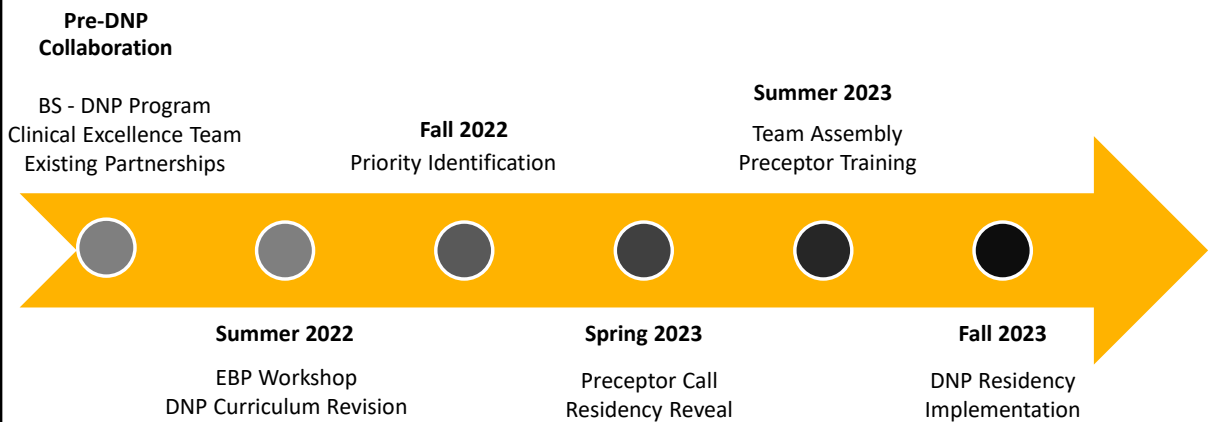 Pre-DNP
Collaboration
BS - DNP Program
Clinical Excellence Team
Existing Partnerships
Summer 2022
EBP Workshop
DNP Curriculum Revision
Fall 2022
Priority Identification
Spring 2023
Preceptor Call
Residency Reveal
Summer 2023
Team Assembly
Preceptor Training
Fall 2023
DNP Residency
Implementation